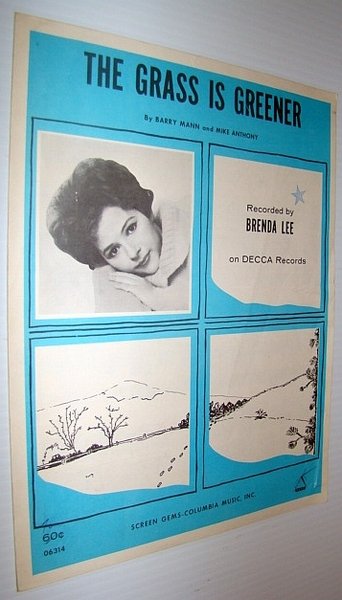 THE GRASS IS GREENER
By BARRY MANN and MIKE ANTHONY
Recorded by
BRENDA LEE
on DECCA Records
SCREEN GEMS-COLUMBIA MUSIC, INC.
60¢
06314